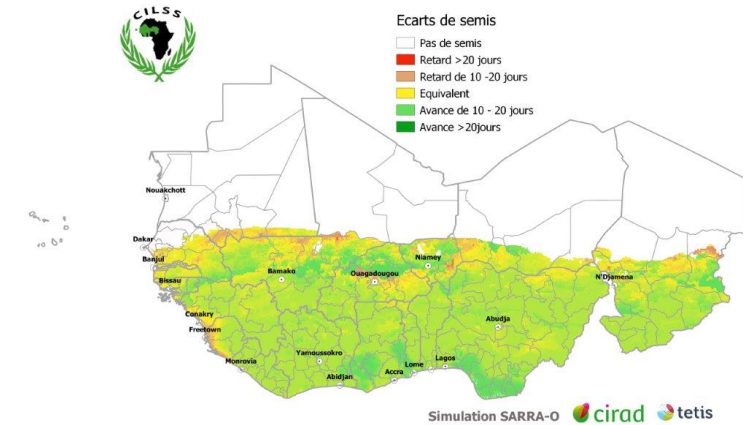 CILSS
Ecarts de semis
Pas de semis
Retard >20 jours
Retard de 10 -20 jours
Equivalent
Avance de 10 - 20 jours
Avance >20jours
Nouakchott
Dakar
Banjul
Bissau
Bamako
Ouagadougou
Niamey
N'Djamena
Conakry
Freetown
Monrovia
Yamoussokro
Abidjan
Accra
Lome
Lagos
Abudja
Simulation SARRA-O
cirad
tetis